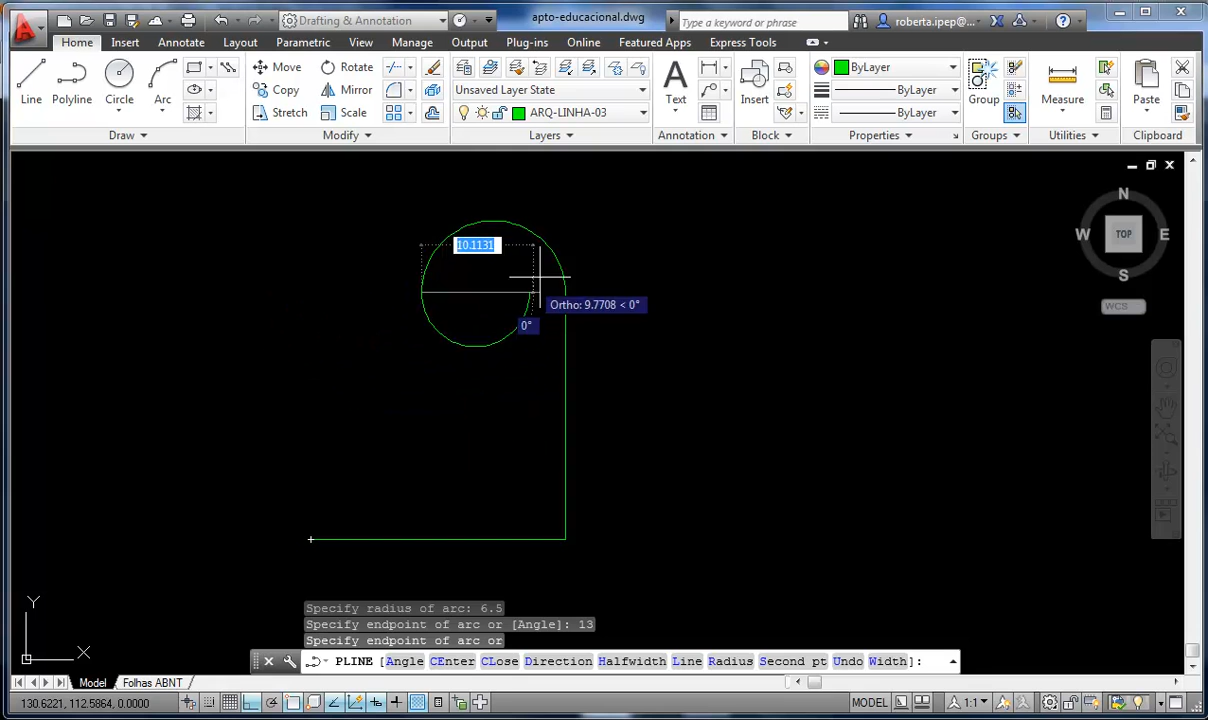 Drafting & Annotation
apto-educacional.dwg
Type a keyword or phrase
roberta.ipep@...
Home Insert Annotate Layout Parametric View Manage Output Plug-ins Online Featured Apps Express Tools
Line Polyline Circle Arc
Move Rotate
Copy Mirror
Stretch Scale
Unsaved Layer State
ARQ-LINHA-03
Text
Insert
ByLayer
ByLayer
ByLayer
Group
Measure
Paste
Draw Modify Layers Annotation Block Properties Groups Utilities Clipboard
N
W TOP E
S
WCS
10.1131
Ortho: 9.7708 < 0°
0°
Y
X
Specify radius of arc: 6.5
Specify endpoint of arc or [Angle]: 13
Specify endpoint of arc or
PLINE [Angle CEnter CLose Direction Halfwidth Line Radius Second pt Undo Width]:
Model Folhas ABNT
130.6221, 112.5864, 0.0000
MODEL
1:1